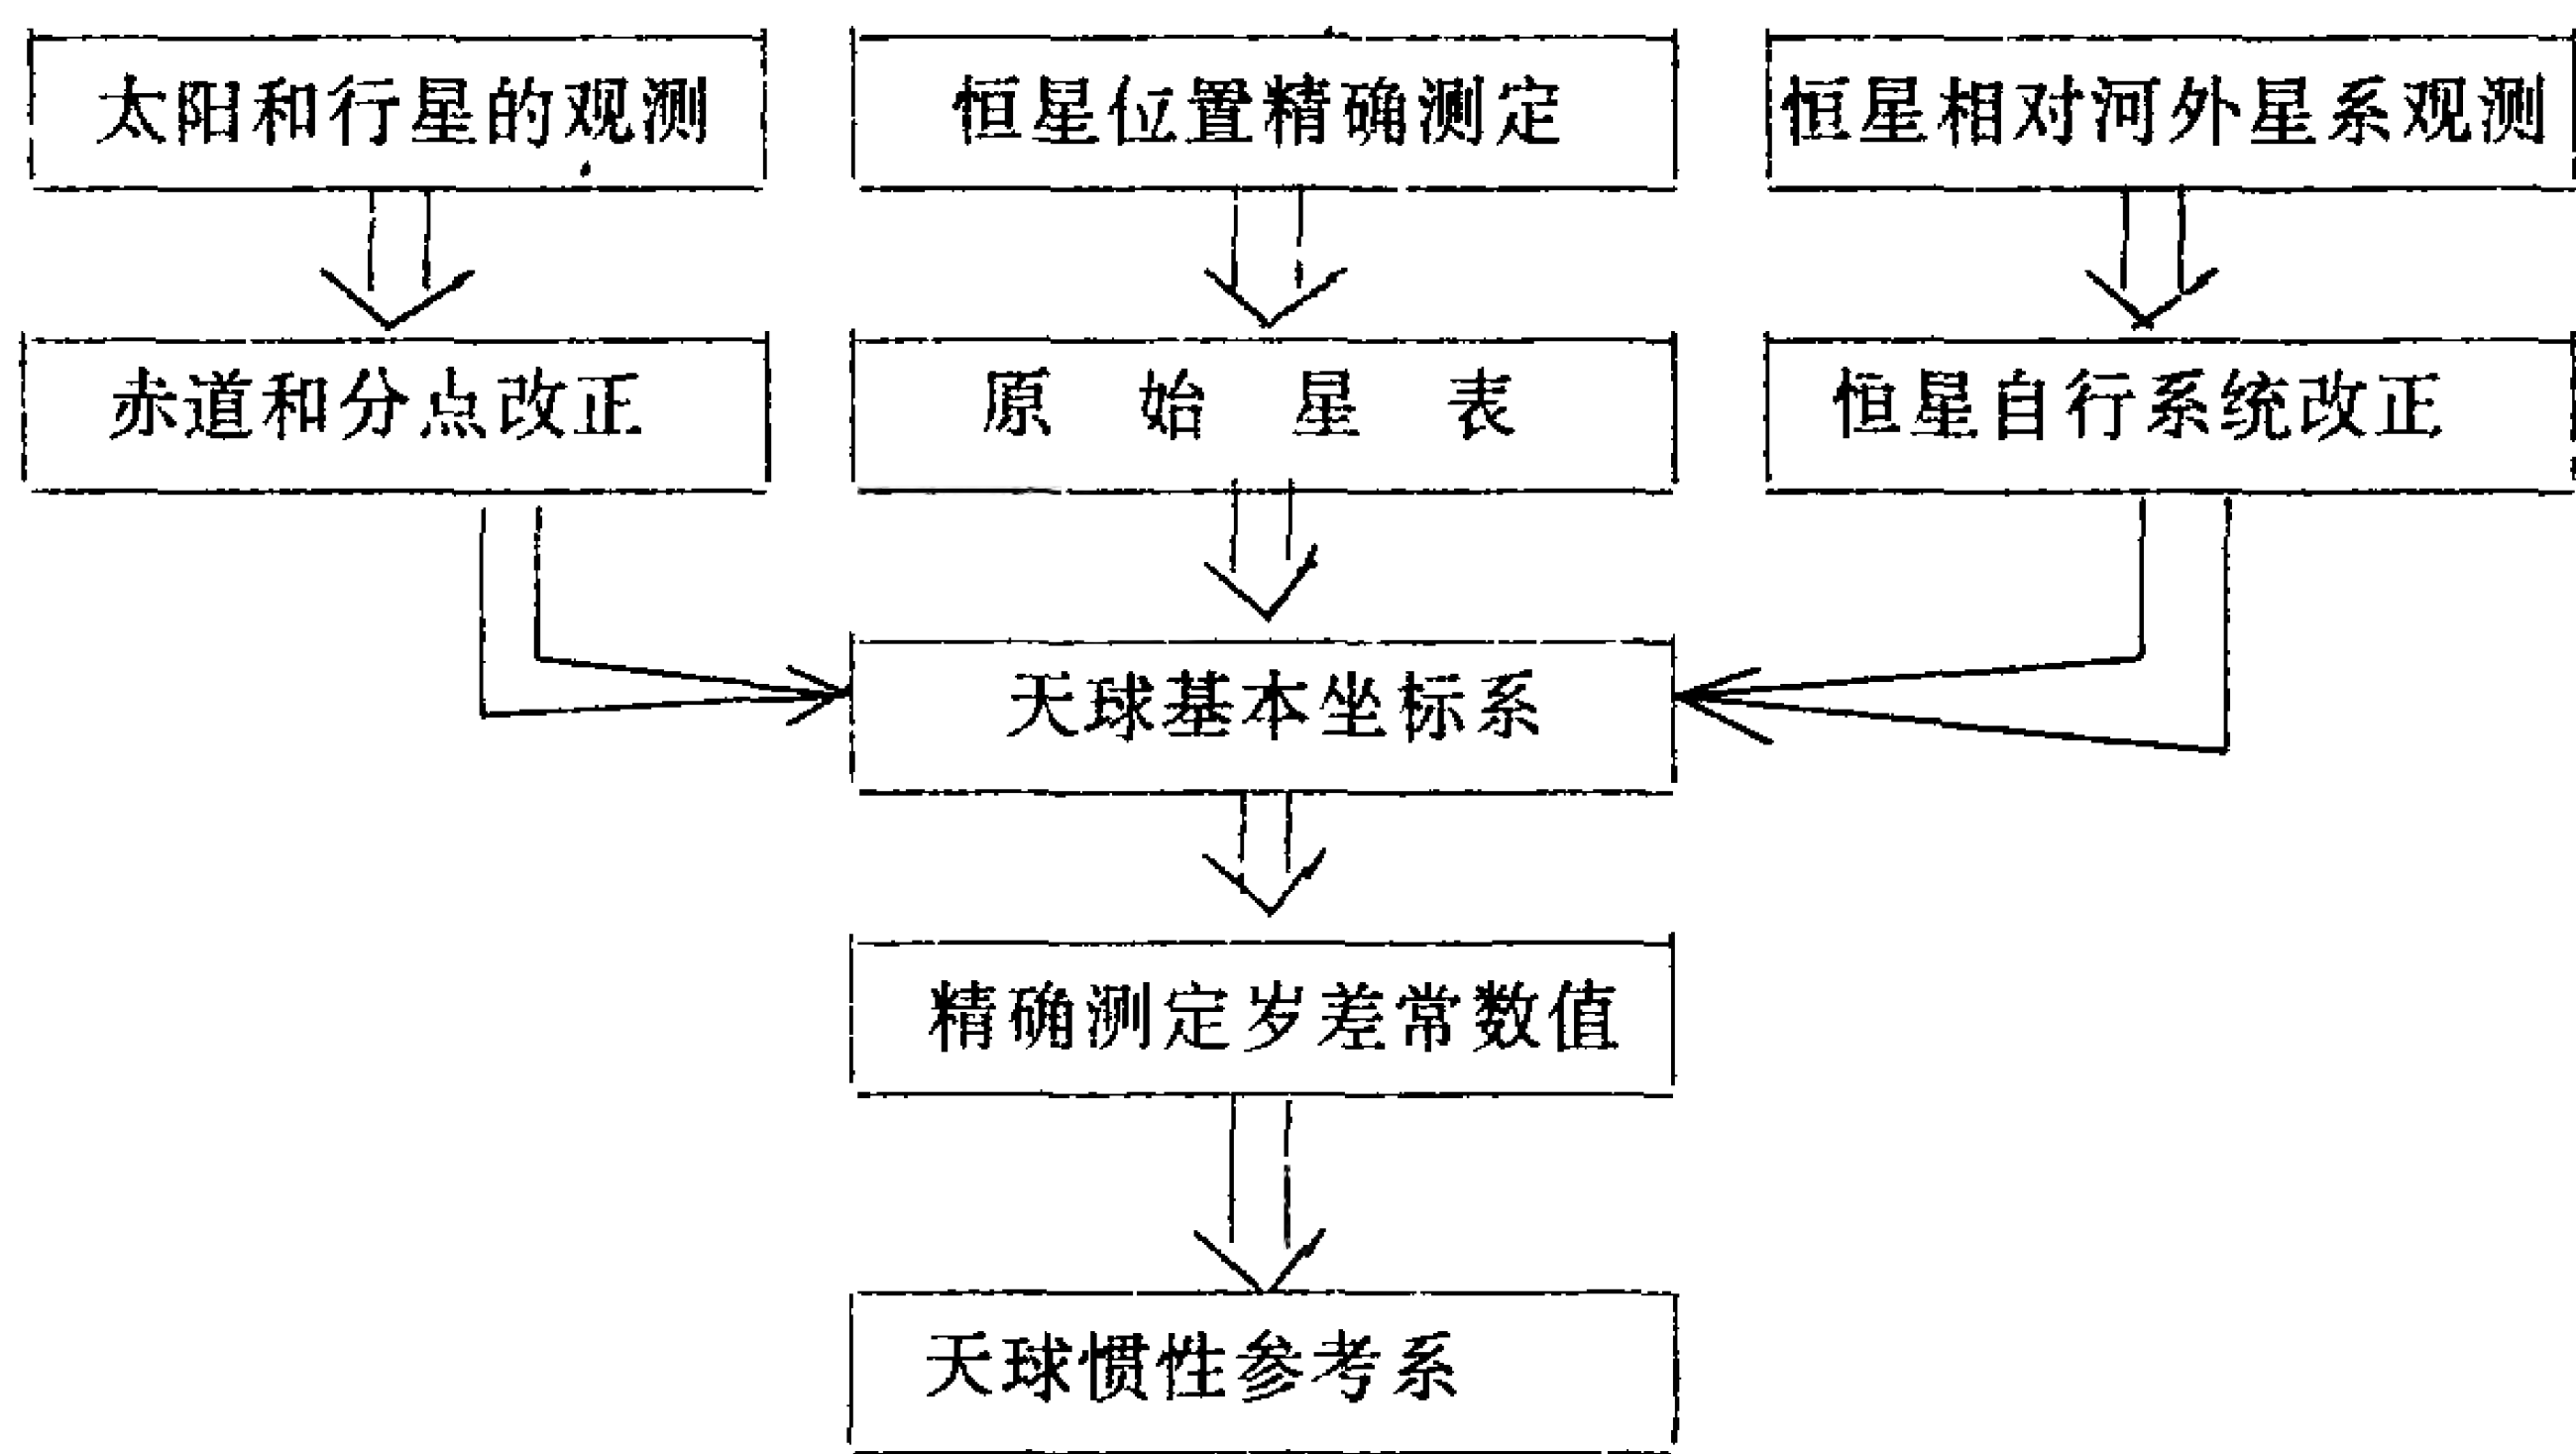 太阳和行星的观测
恒星位置精确测定
恒星相对河外星系观测
赤道和分点改正
原始星表
恒星自行系统改正
天球基本坐标系
精确测定岁差常数值
天球惯性参考系